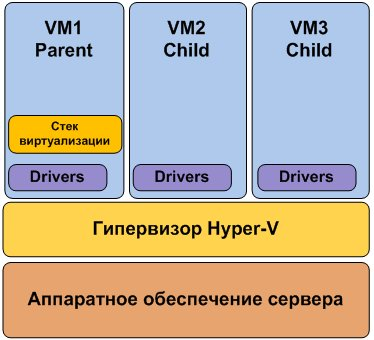 VM1
Parent
VM2
Child
VM3
Child
Стек
виртуализации
Drivers
Drivers
Drivers
Гипервизор Hyper-V
Аппаратное обеспечение сервера